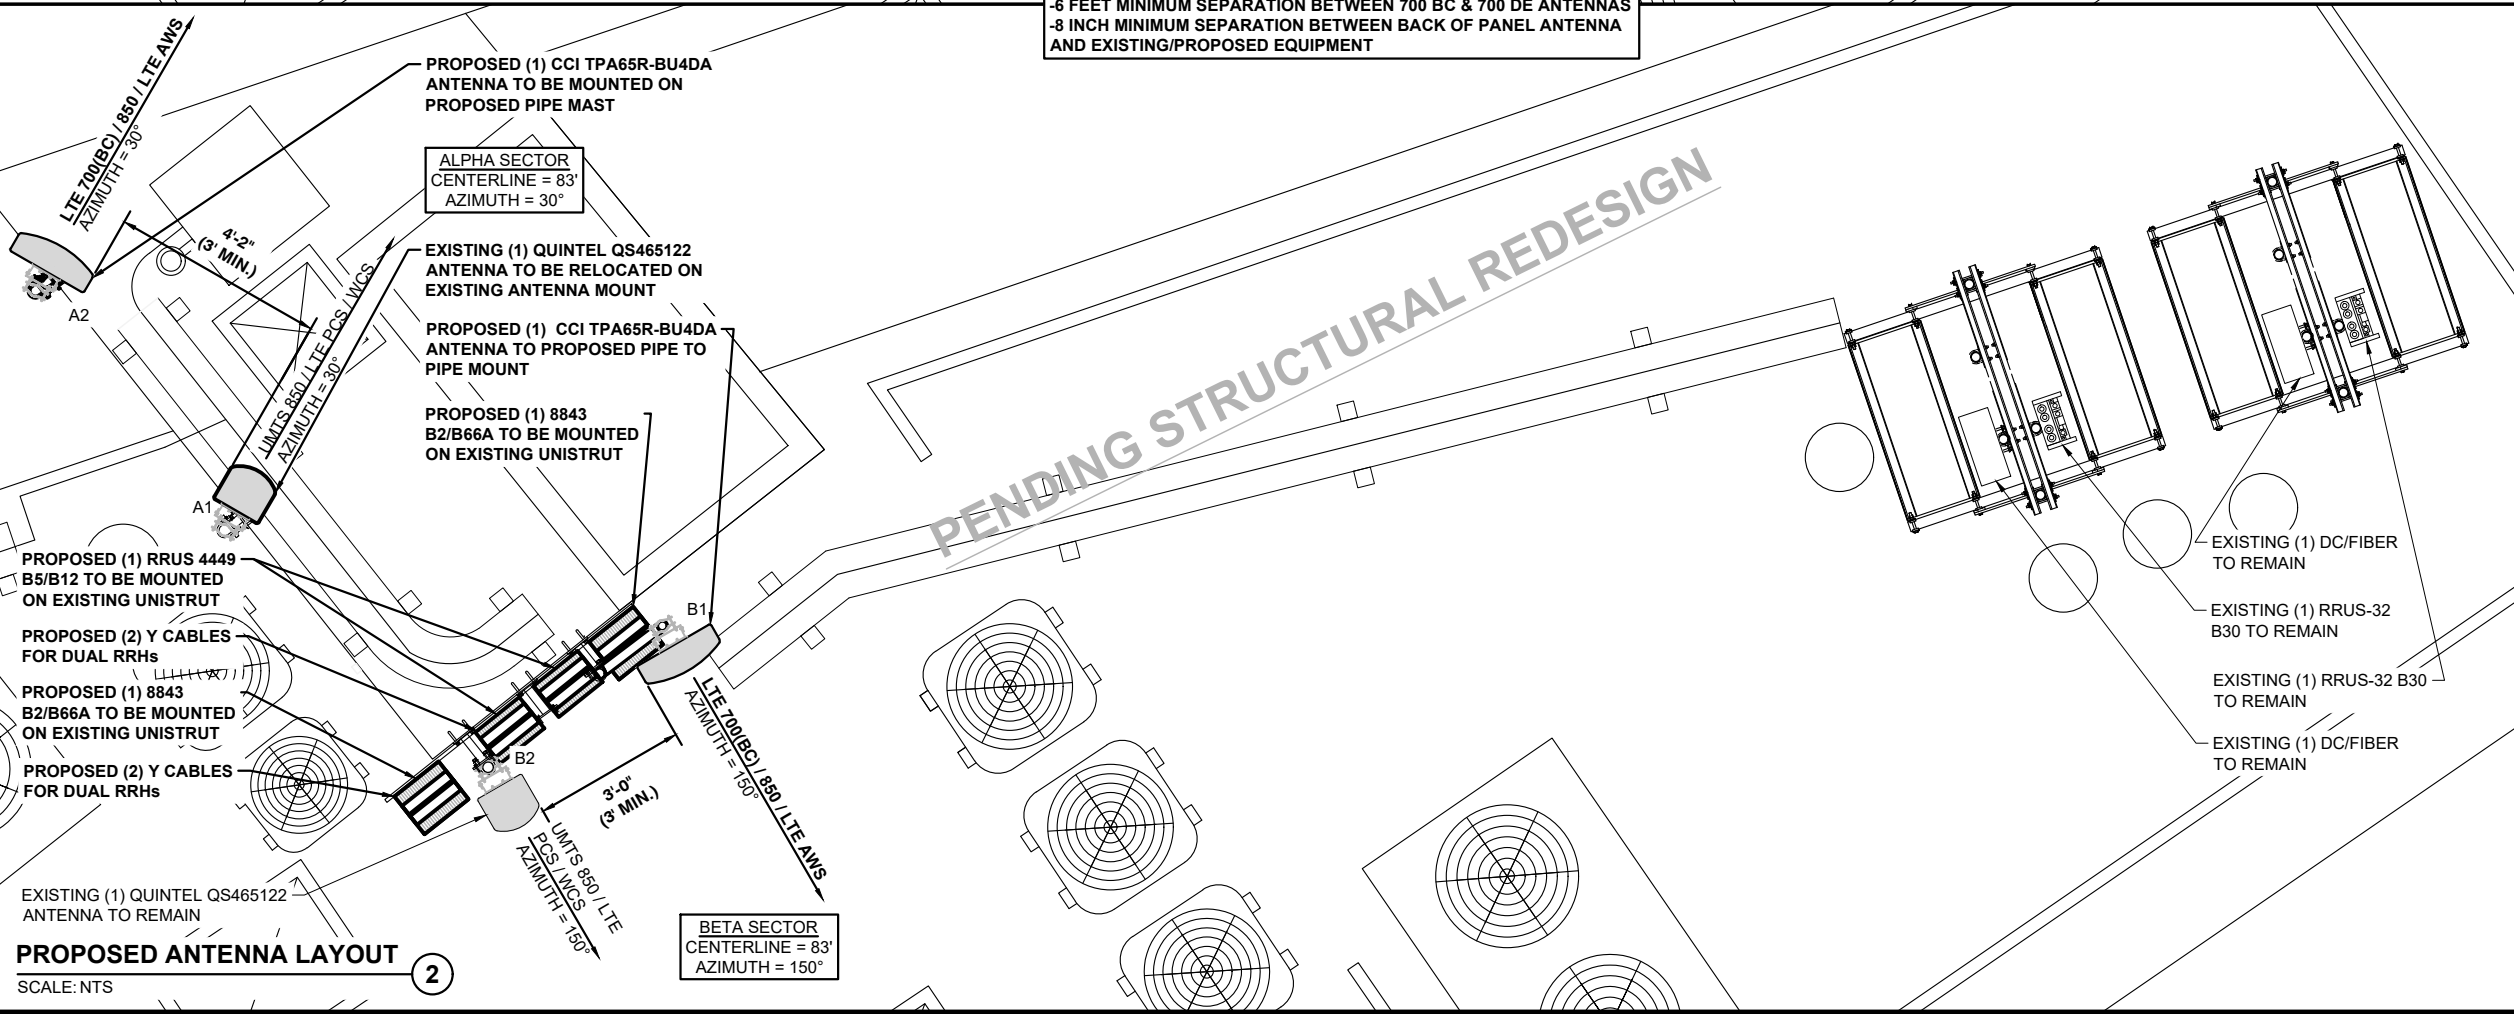 -6 FEET MINIMUM SEPARATION BETWEEN 700 BC & 700 DE ANTENNAS
-8 INCH MINIMUM SEPARATION BETWEEN BACK OF PANEL ANTENNA
AND EXISTING/PROPOSED EQUIPMENT
LTE 700(BC) / 850 / LTE AWS
AZIMUTH = 30°
PROPOSED (1) CCI TPA65R-BU4DA
ANTENNA TO BE MOUNTED ON
PROPOSED PIPE MAST
ALPHA SECTOR
CENTERLINE = 83'
AZIMUTH = 30°
4'-2"
(3' MIN.)
A2
EXISTING (1) QUINTEL QS465122
ANTENNA TO BE RELOCATED ON
EXISTING ANTENNA MOUNT
UMTS 850 / LTE PCS / WCS
AZIMUTH = 30°
PROPOSED (1) CCI TPA65R-BU4DA
ANTENNA TO PROPOSED PIPE TO
PIPE MOUNT
PROPOSED (1) 8843
B2/B66A TO BE MOUNTED
ON EXISTING UNISTRUT
PENDING STRUCTURAL REDESIGN
A1
PROPOSED (1) RRUS 4449
B5/B12 TO BE MOUNTED
ON EXISTING UNISTRUT
PROPOSED (2) Y CABLES
FOR DUAL RRHs
PROPOSED (1) 8843
B2/B66A TO BE MOUNTED
ON EXISTING UNISTRUT
PROPOSED (2) Y CABLES
FOR DUAL RRHs
B1
B2
LTE 700(BC) / 850 / LTE AWS
AZIMUTH = 150°
3'-0"
(3' MIN.)
UMTS 850 / LTE
PCS / WCS
AZIMUTH = 150°
EXISTING (1) DC/FIBER
TO REMAIN
EXISTING (1) RRUS-32
B30 TO REMAIN
EXISTING (1) RRUS-32 B30
TO REMAIN
EXISTING (1) DC/FIBER
TO REMAIN
EXISTING (1) QUINTEL QS465122
ANTENNA TO REMAIN
BETA SECTOR
CENTERLINE = 83'
AZIMUTH = 150°
PROPOSED ANTENNA LAYOUT
2
SCALE: NTS